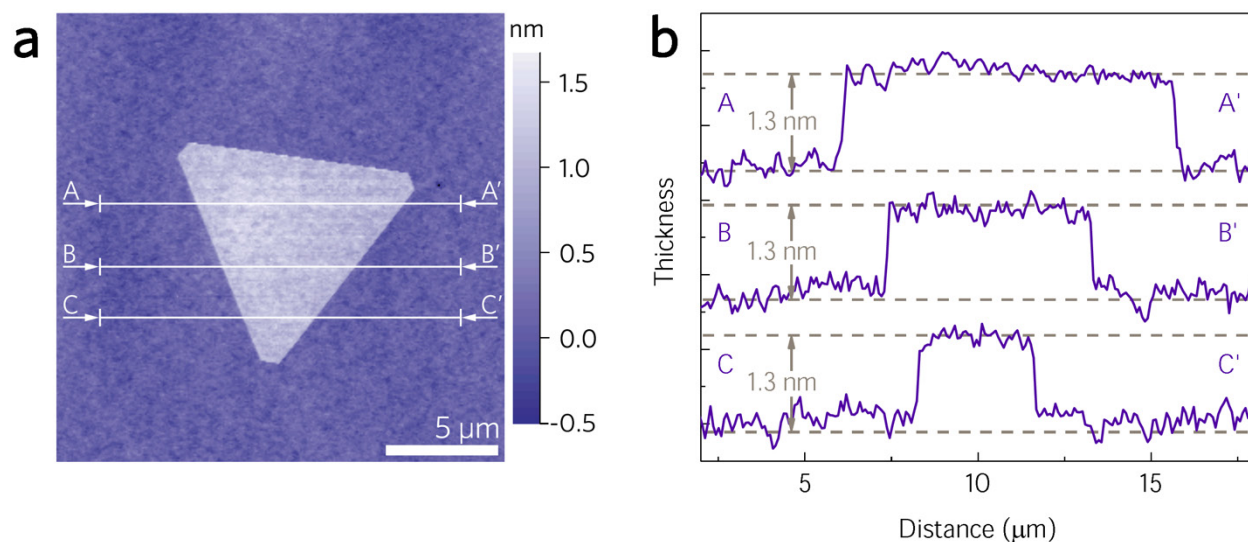 a
nm
1.5
1.0
0.5
0.0
-0.5
A A'
B B'
C C'
5 μm
b
Thickness
A 1.3 nm A'
B 1.3 nm B'
C 1.3 nm C'
5 10 15
Distance (μm)